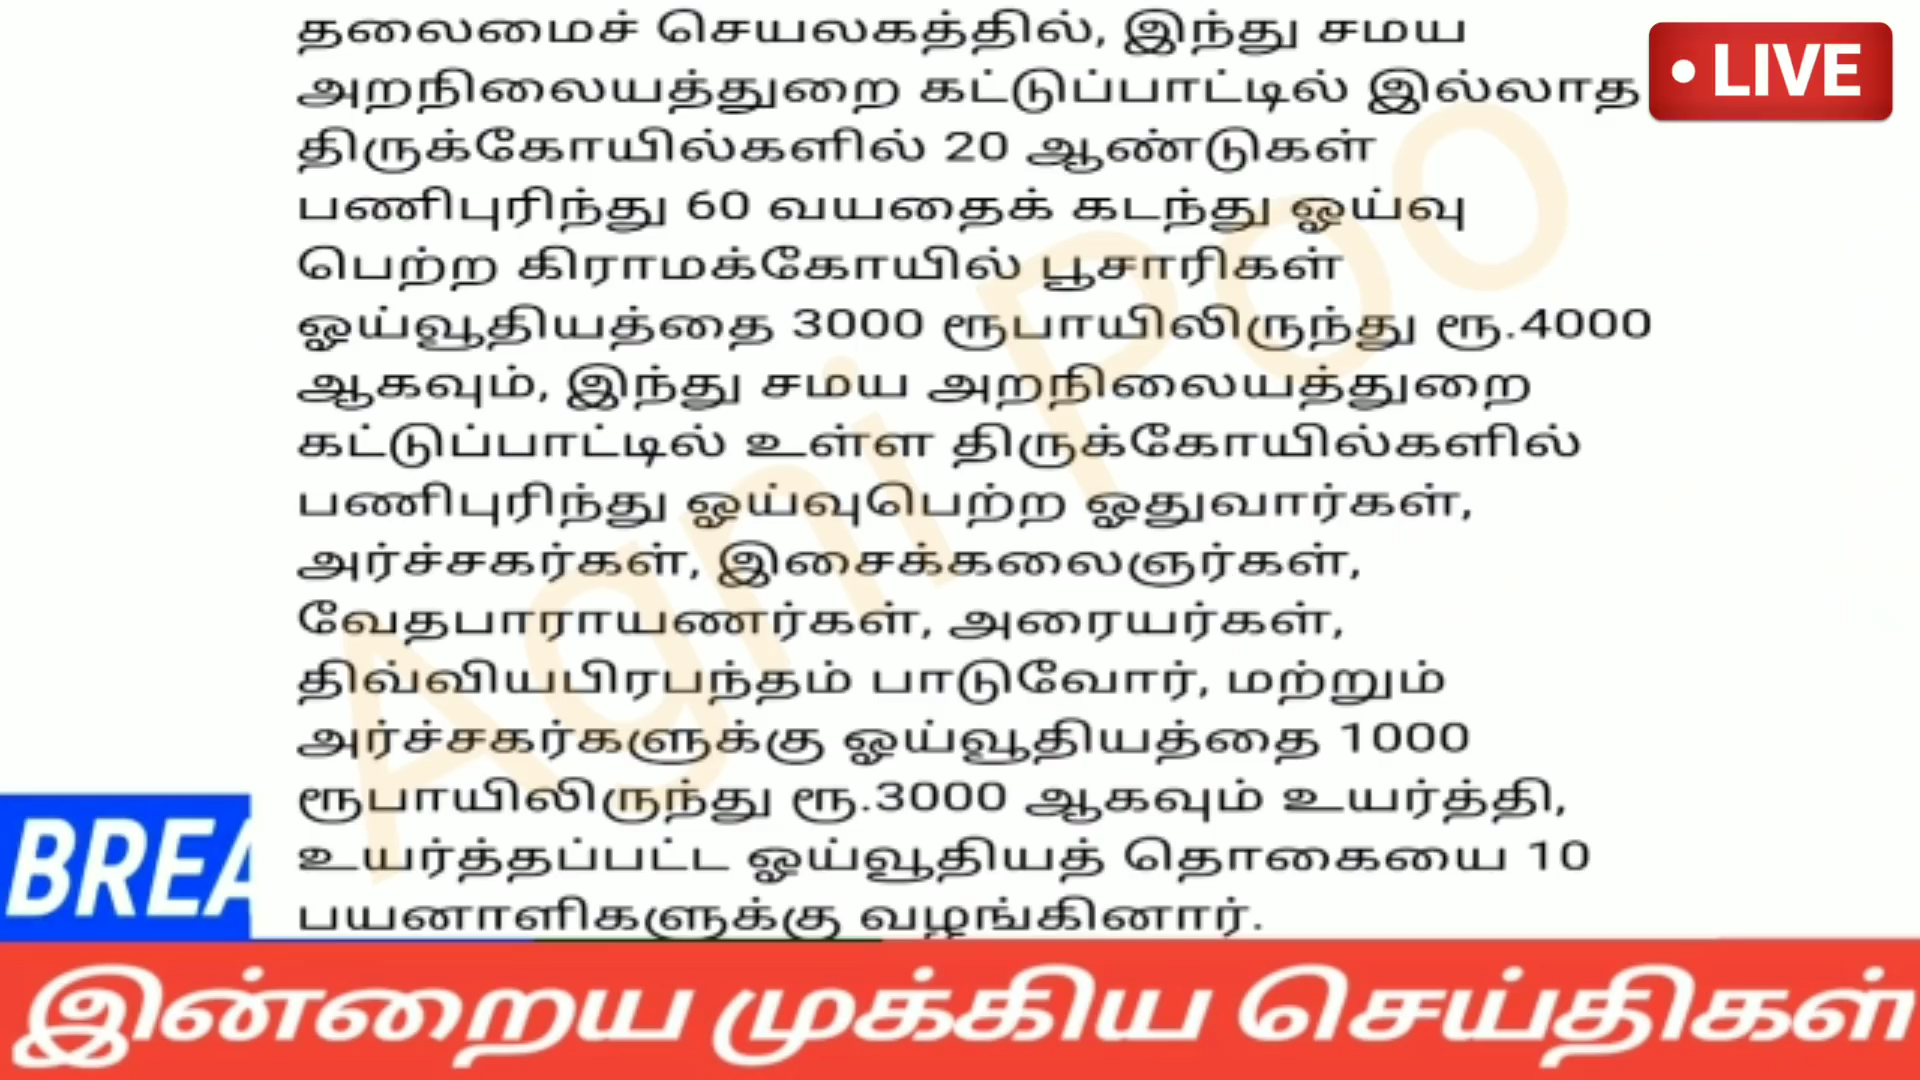 தலைமைச் செயலகத்தில், இந்து சமய
அறநிலையத்துறை கட்டுப்பாட்டில் இல்லாத
திருக்கோயில்களில் 20 ஆண்டுகள்
பணிபுரிந்து 60 வயதைக் கடந்து ஓய்வு
பெற்ற கிராமக்கோயில் பூசாரிகள்
ஓய்வூதியத்தை 3000 ரூபாயிலிருந்து ரூ.4000
ஆகவும், இந்து சமய அறநிலையத்துறை
கட்டுப்பாட்டில் உள்ள திருக்கோயில்களில்
பணிபுரிந்து ஓய்வுபெற்ற ஓதுவார்கள்,
அர்ச்சகர்கள், இசைக்கலைஞர்கள்,
வேதபாராயணர்கள், அரையர்கள்,
திவ்வியபிரபந்தம் பாடுவோர், மற்றும்
அர்ச்சகர்களுக்கு ஓய்வூதியத்தை 1000
ரூபாயிலிருந்து ரூ.3000 ஆகவும் உயர்த்தி,
உயர்த்தப்பட்ட ஓய்வூதியத் தொகையை 10
பயனாளிகளுக்கு வழங்கினார்.
• LIVE
Agni Poo
BREA
இன்றைய முக்கிய செய்திகள்